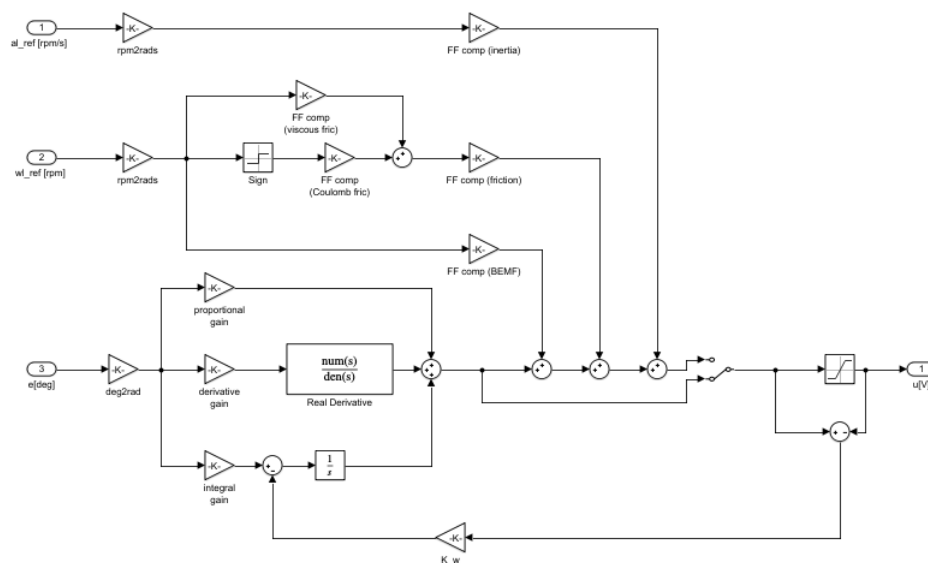 1
-K-
-K-
al_ref [rpm/s]
rpm2rads
FF comp (inertia)
-K-
FF comp
(viscous fric)
2
-K-
-K-
-K-
wl_ref [rpm]
rpm2rads
Sign
FF comp
(Coulomb fric)
FF comp (friction)
-K-
FF comp (BEMF)
-K-
proportional
gain
3
-K-
-K-
num(s)
den(s)
1
e[deg]
deg2rad
derivative
gain
Real Derivative
u[V]
-K-
1
s
integral
gain
-K-
K_w